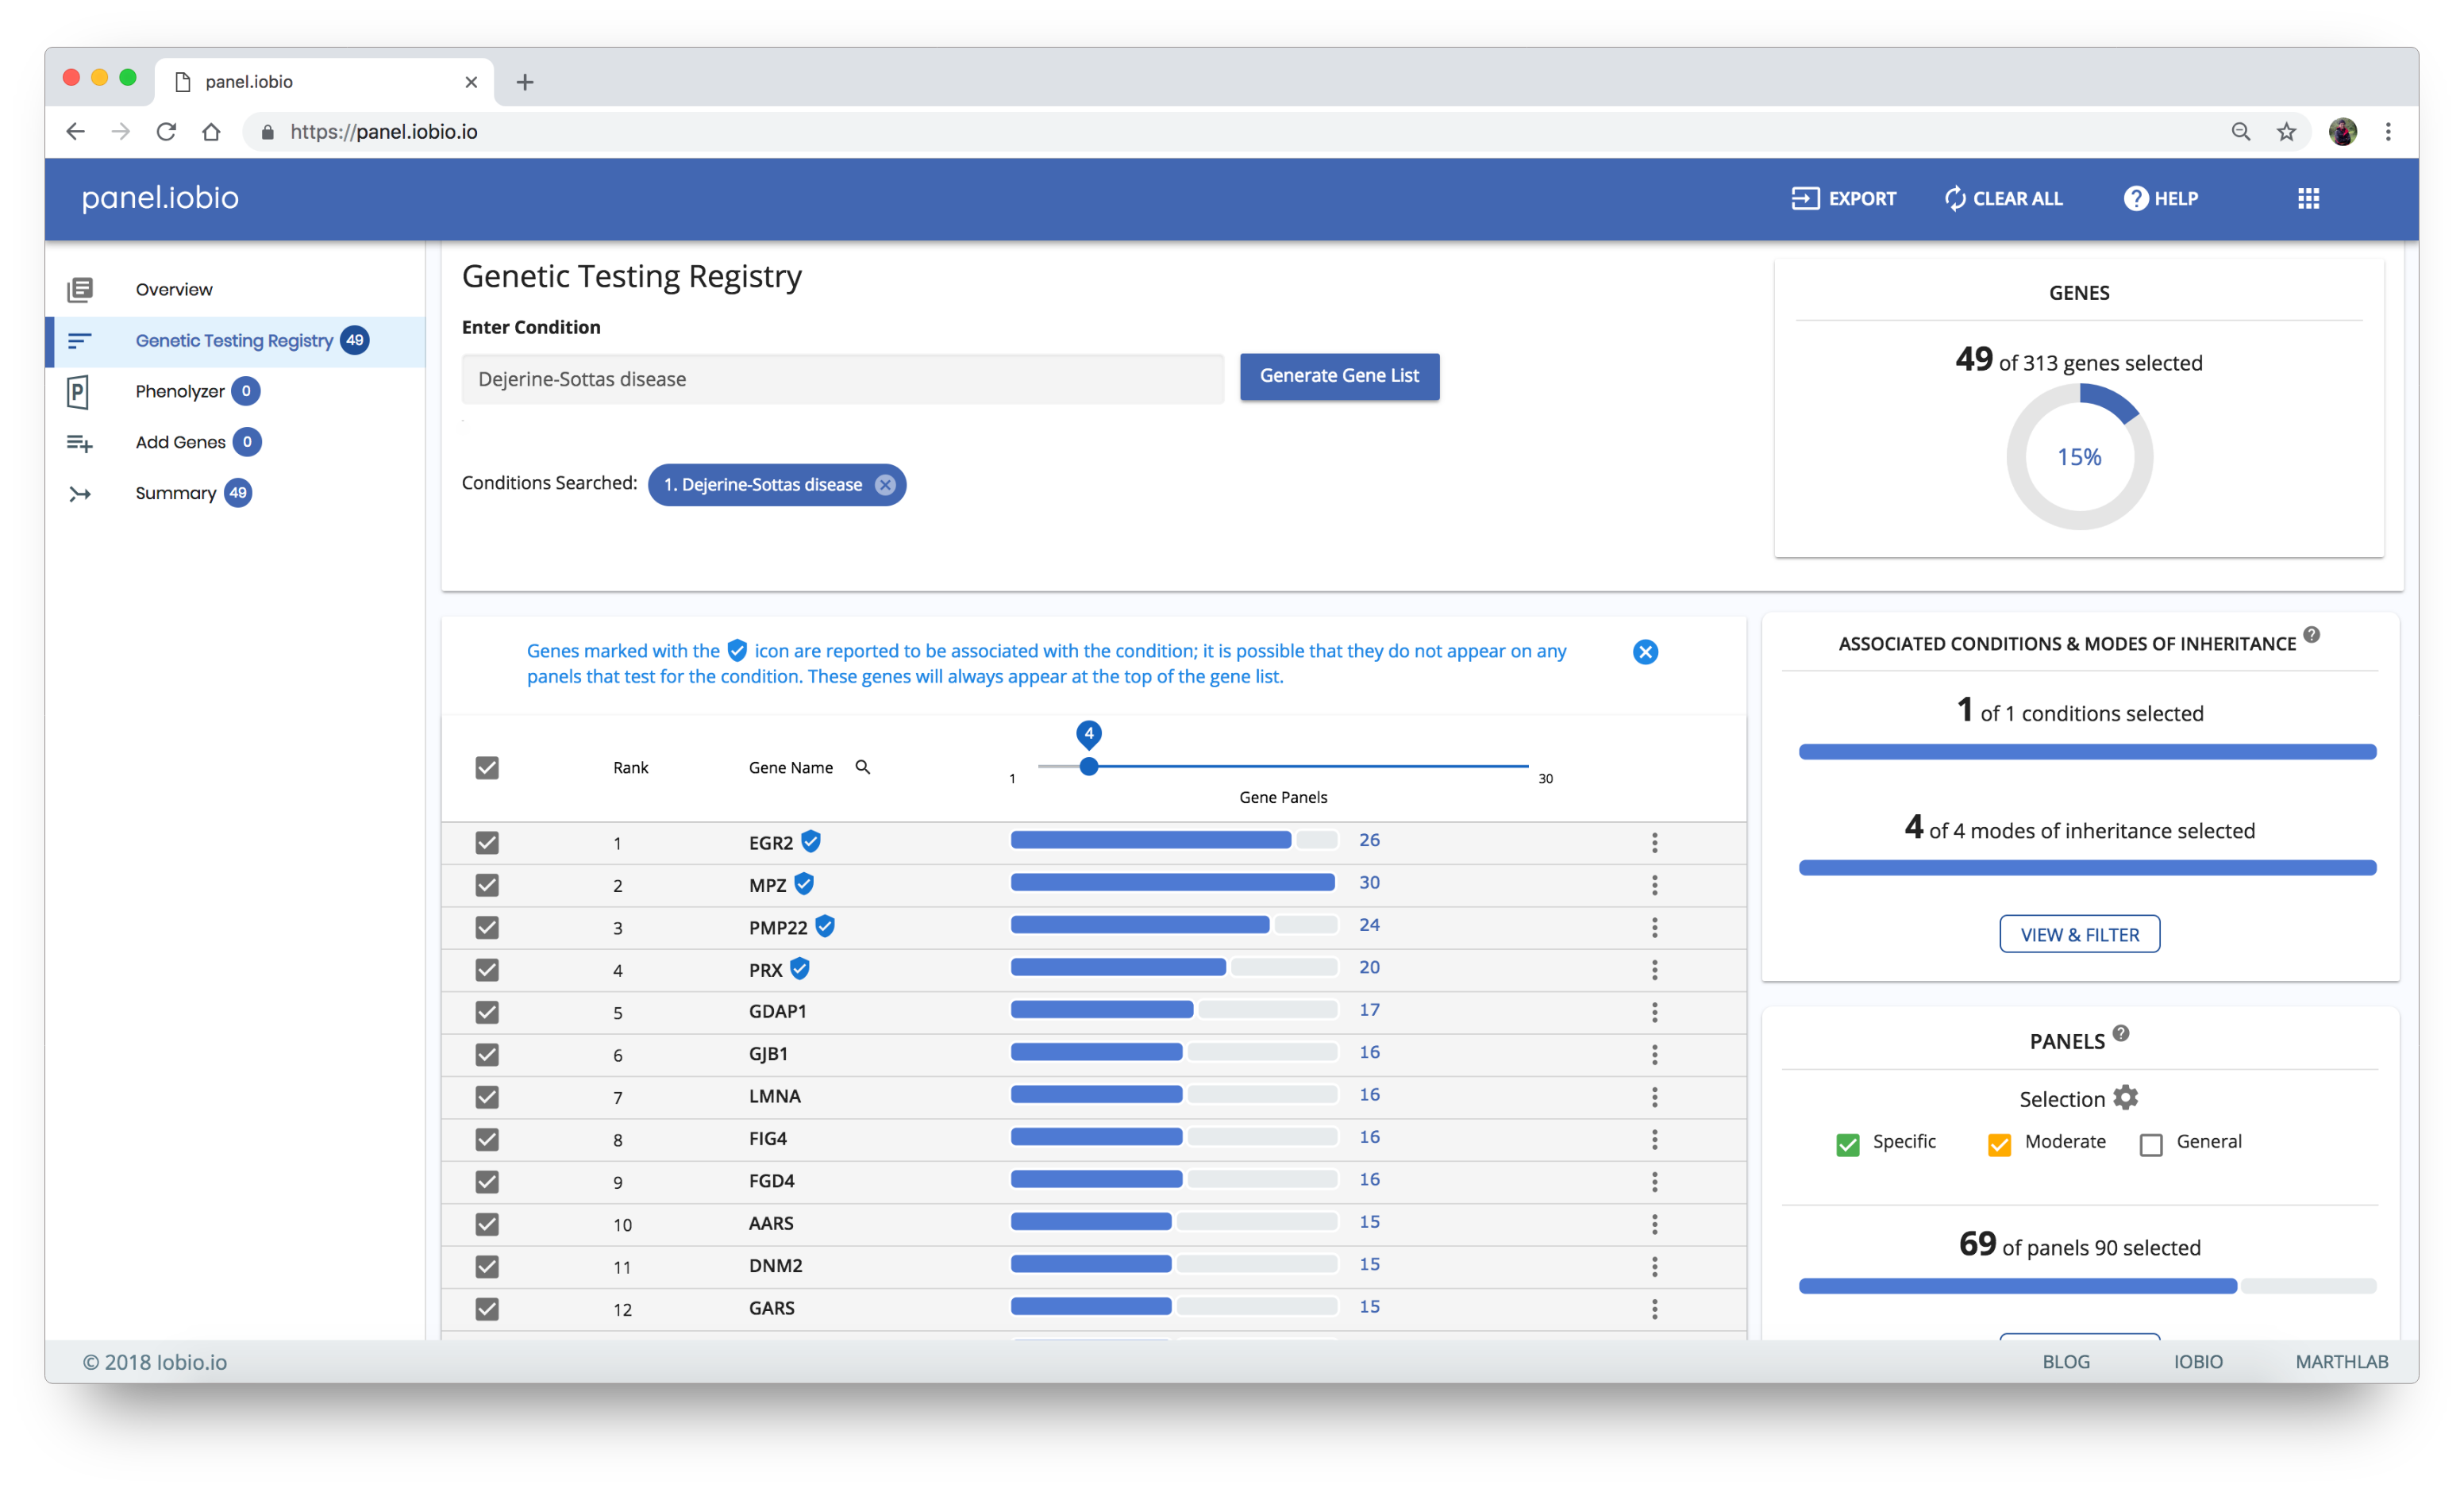 panel.iobio
https://panel.iobio.io
panel.iobio
EXPORT
CLEAR ALL
? HELP
Overview
Genetic Testing Registry 49
P Phenolyzer 0
Add Genes 0
Summary 49
Genetic Testing Registry
Enter Condition
Dejerine-Sottas disease
Generate Gene List
Conditions Searched: 1. Dejerine-Sottas disease
GENES
49 of 313 genes selected
15%
Genes marked with the icon are reported to be associated with the condition; it is possible that they do not appear on any
panels that test for the condition. These genes will always appear at the top of the gene list.
Rank Gene Name 1 4 30
Gene Panels
1 EGR2 26
2 MPZ 30
3 PMP22 24
4 PRX 20
5 GDAP1 17
6 GJB1 16
7 LMNA 16
8 FIG4 16
9 FGD4 16
10 AARS 15
11 DNM2 15
12 GARS 15
ASSOCIATED CONDITIONS & MODES OF INHERITANCE ?
1 of 1 conditions selected
4 of 4 modes of inheritance selected
VIEW & FILTER
PANELS ?
Selection
Specific Moderate General
69 of panels 90 selected
© 2018 Iobio.io
BLOG IOBIO MARTHLAB